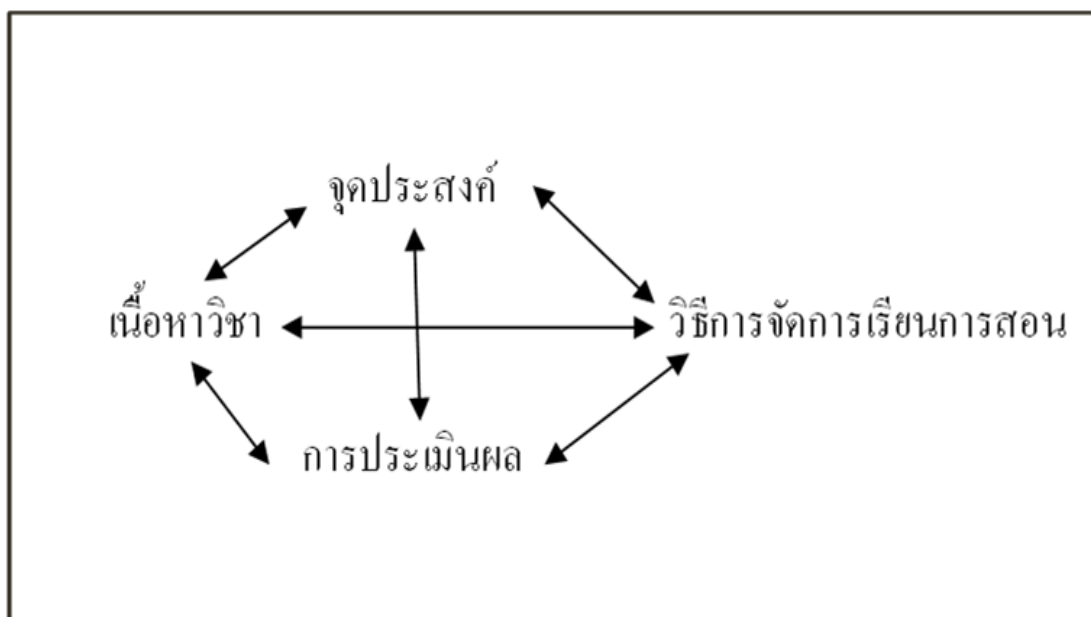 จุดประสงค์
เนื้อหาวิชา วิธีการจัดการเรียนการสอน
การประเมินผล